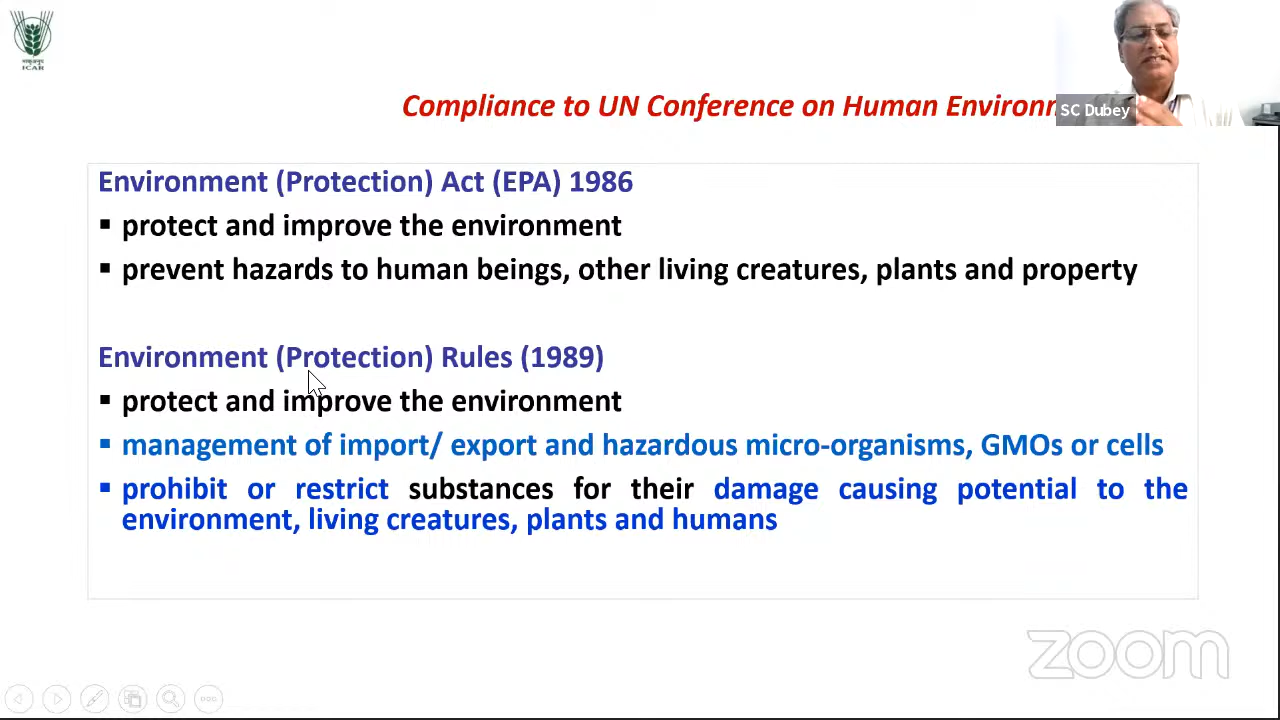 ICAR
Compliance to UN Conference on Human
SC Dubey
Environment (Protection) Act (EPA) 1986
▪ protect and improve the environment
▪ prevent hazards to human beings, other living creatures, plants and property
Environment (Protection) Rules (1989)
▪ protect and improve the environment
▪ management of import/ export and hazardous micro-organisms, GMOs or cells
▪ prohibit or restrict substances for their damage causing potential to the
environment, living creatures, plants and humans
zoom